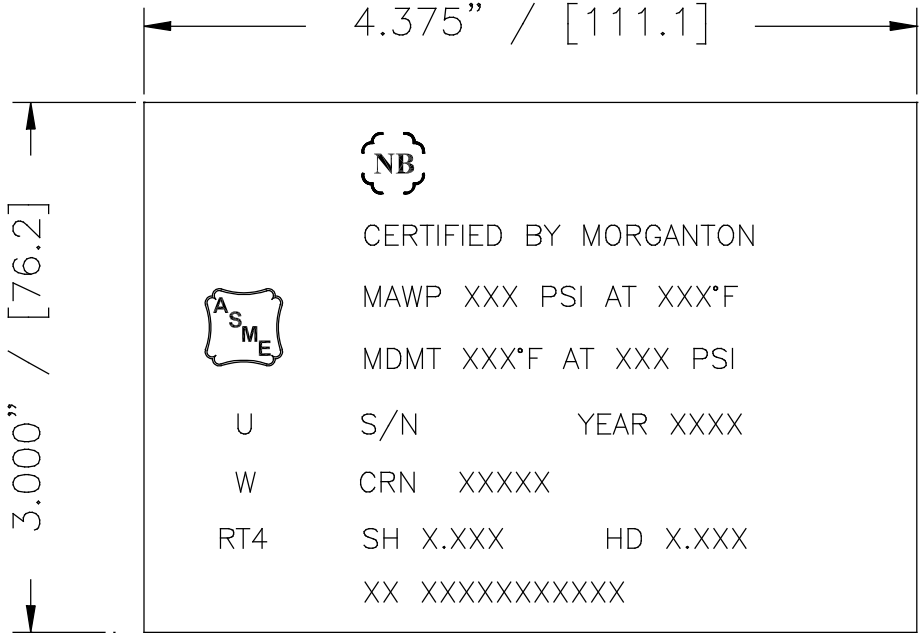 4.375” / [111.1]
3.000” / [76.2]
NB
CERTIFIED BY MORGANTON
MAWP XXX PSI AT XXX°F
ASME
MDMT XXX°F AT XXX PSI
U S/N YEAR XXXX
W CRN XXXXX
RT4 SH X.XXX HD X.XXX
XX XXXXXXXXXXX